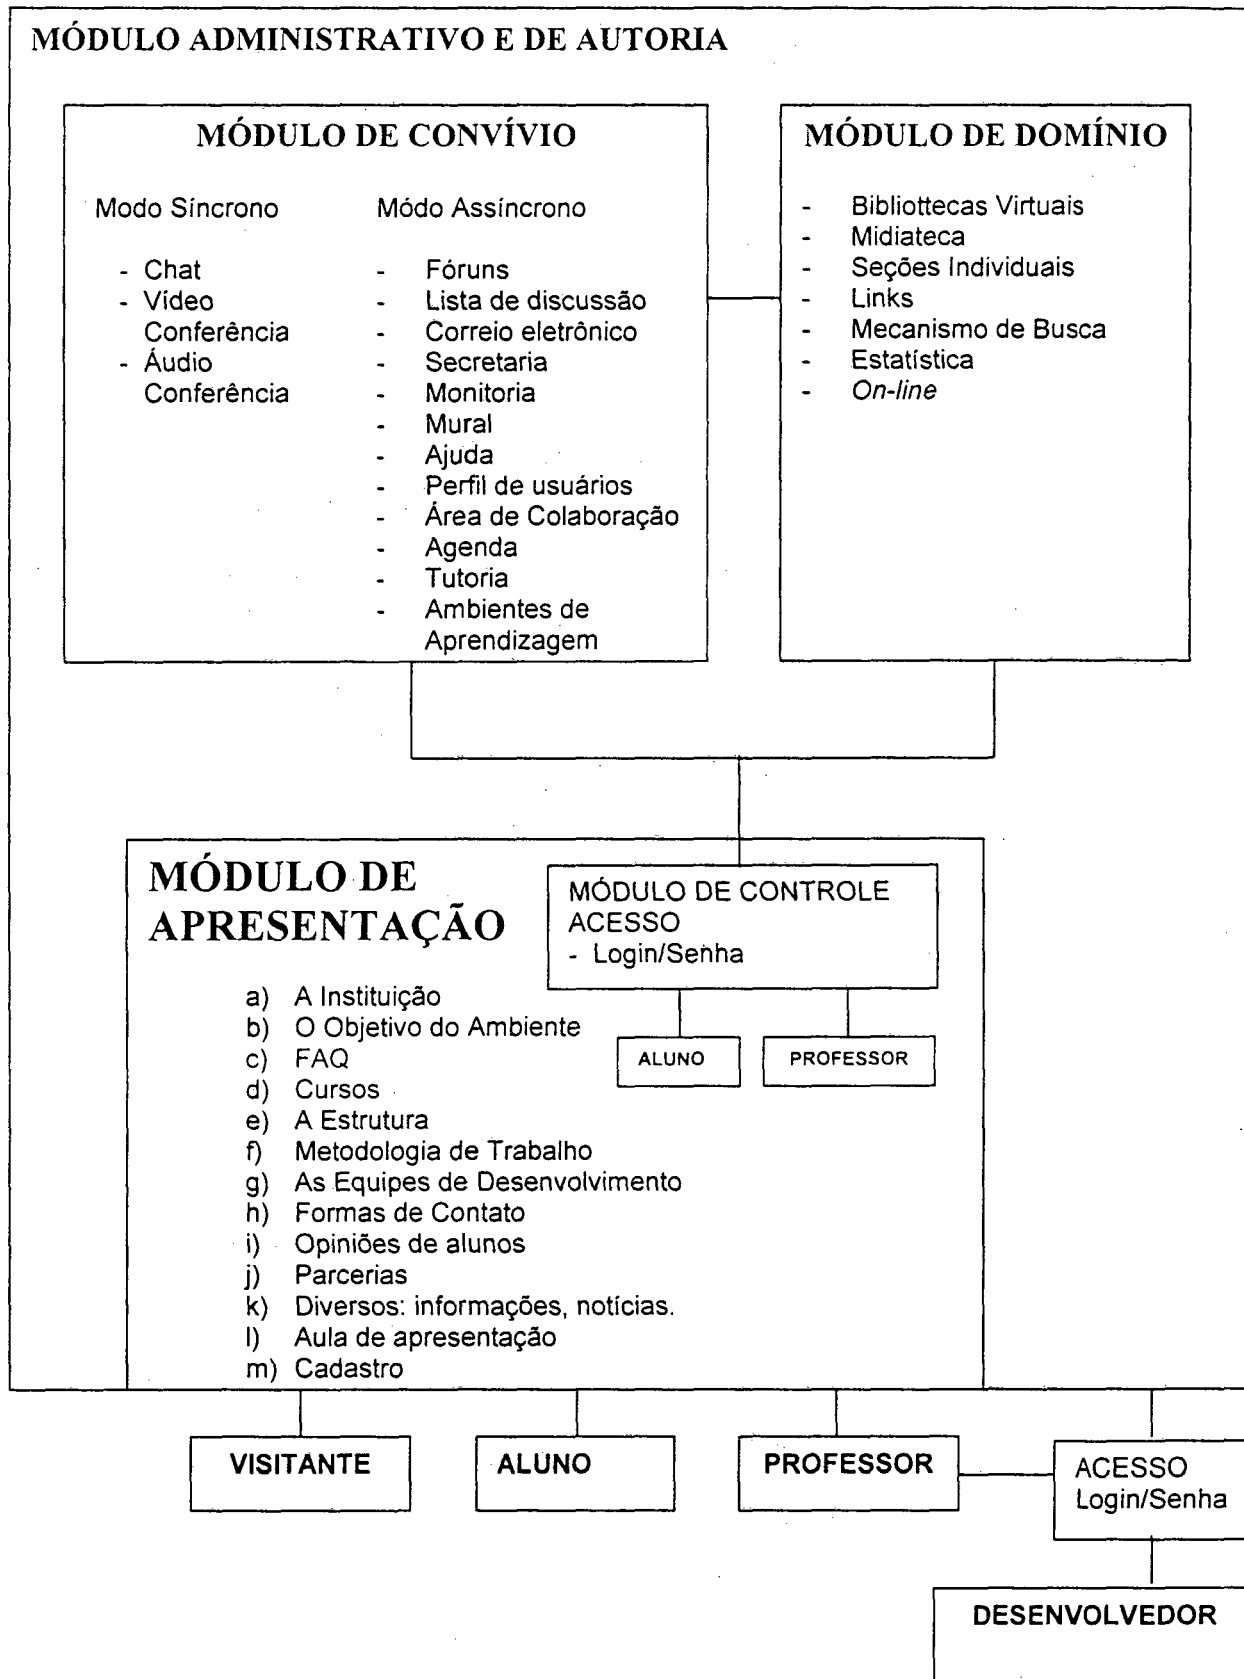 MÓDULO ADMINISTRATIVO E DE AUTORIA
MÓDULO DE CONVÍVIO
Modo Síncrono
- Chat
- Vídeo
Conferência
- Áudio
Conferência
Módo Assíncrono
- Fóruns
- Lista de discussão
- Correio eletrônico
- Secretaria
- Monitoria
- Mural
- Ajuda
- Perfil de usuários
- Área de Colaboração
- Agenda
- Tutoria
- Ambientes de
Aprendizagem
MÓDULO DE DOMÍNIO
- Bibliottecas Virtuais
- Midiateca
- Seções Individuais
- Links
- Mecanismo de Busca
- Estatística
- On-line
MÓDULO DE
APRESENTAÇÃO
MÓDULO DE CONTROLE
ACESSO
- Login/Senha
ALUNO
PROFESSOR
a) A Instituição
b) O Objetivo do Ambiente
c) FAQ
d) Cursos
e) A Estrutura
f) Metodologia de Trabalho
g) As Equipes de Desenvolvimento
h) Formas de Contato
i) Opiniões de alunos
j) Parcerias
k) Diversos: informações, notícias.
l) Aula de apresentação
m) Cadastro
VISITANTE
ALUNO
PROFESSOR
ACESSO
Login/Senha
DESENVOLVEDOR